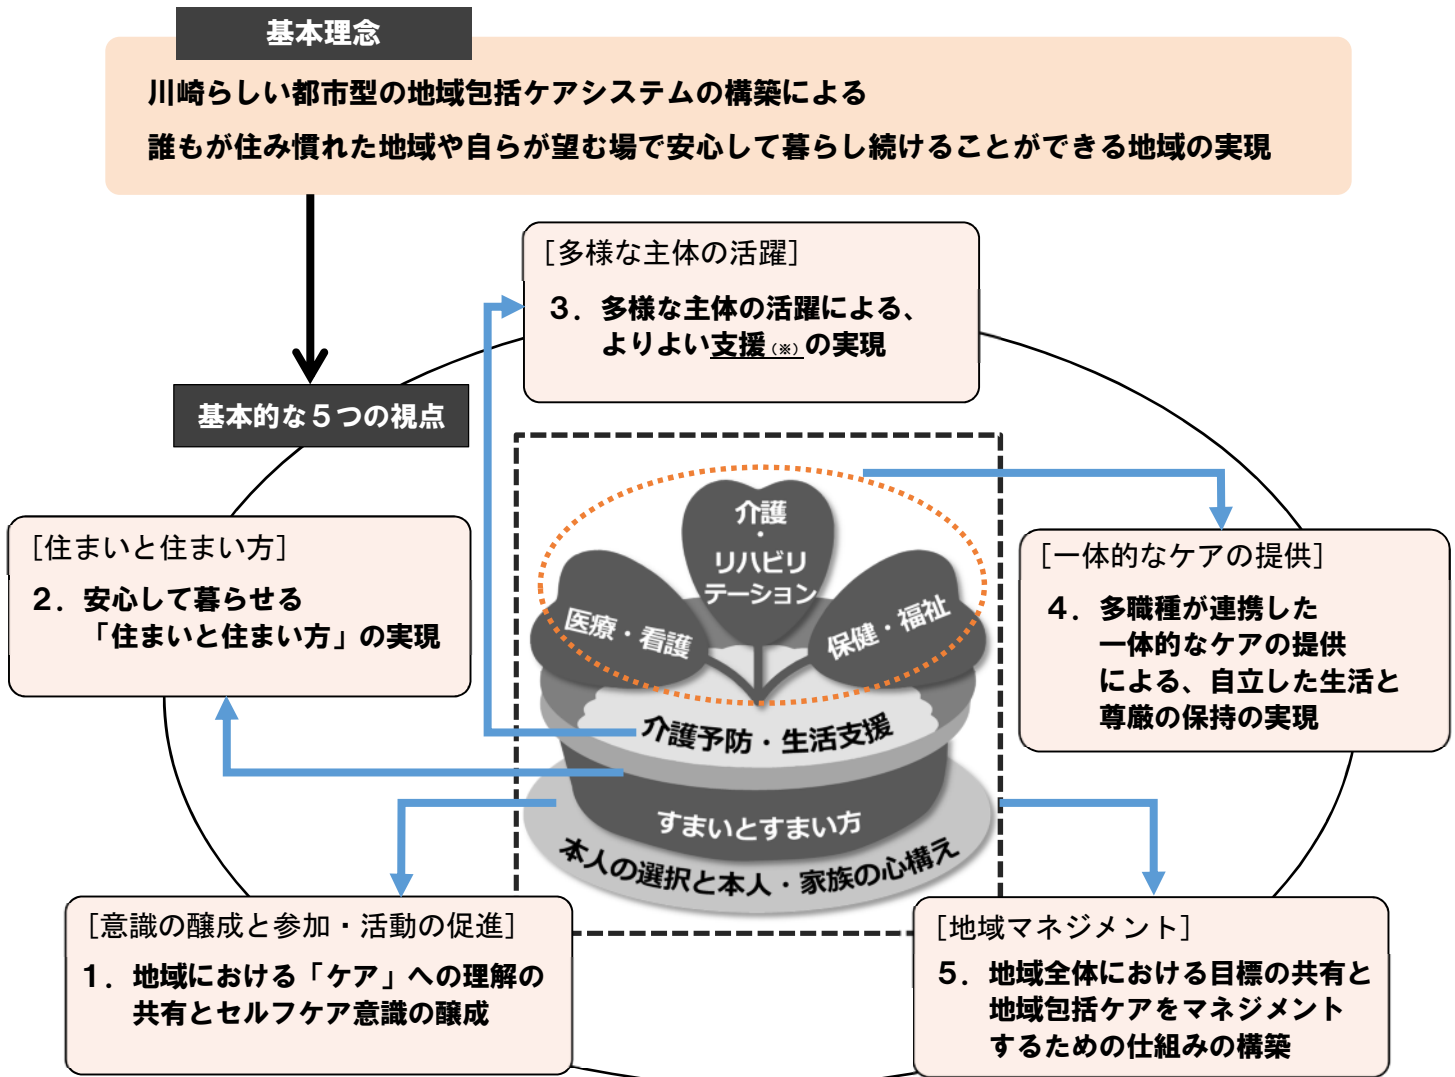 基本理念
川崎らしい都市型の地域包括ケアシステムの構築による
誰もが住み慣れた地域や自らが望む場で安心して暮らし続けることができる地域の実現
[多様な主体の活躍]
３．多様な主体の活躍による、
よりよい支援（※）の実現
基本的な５つの視点
[住まいと住まい方]
２．安心して暮らせる
「住まいと住まい方」の実現
[一体的なケアの提供]
４．多職種が連携した
一体的なケアの提供
による、自立した生活と
尊厳の保持の実現
介護
・
リハビリ
テーション
医療・看護
保健・福祉
介護予防・生活支援
すまいとすまい方
本人の選択と本人・家族の心構え
[意識の醸成と参加・活動の促進]
１．地域における「ケア」への理解の
共有とセルフケア意識の醸成
[地域マネジメント]
５．地域全体における目標の共有と
地域包括ケアをマネジメント
するための仕組みの構築